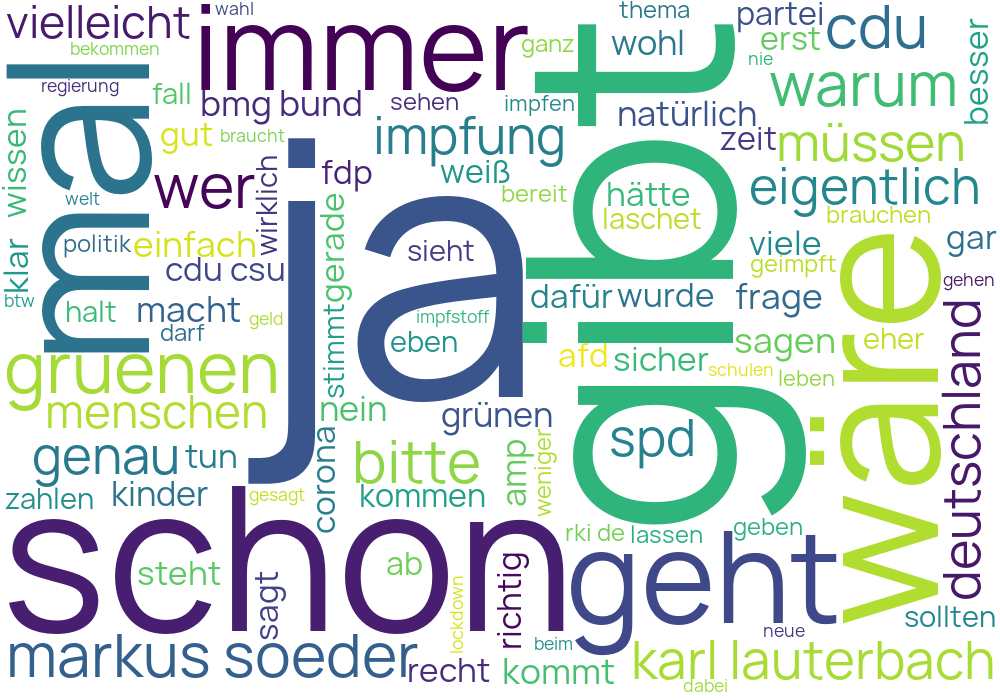 vielleicht
immer
wahl
thema
partei
cdu
bekommen
ganz
wohl
erst
nie
besser
regierung
fall
bmg bund
sehen
impfen
natürlich
warum
mal
gut
braucht
impfung
gibt
zeit
müssen
wissen
wer
wirklich
fdp
weiß
bereit
hätte
eigentlich
welt
ja
laschet
brauchen
politik
einfach
sieht
viele
gar
klar
cdu csu
stimmt
gerade
geimpft
gehen
btw
halt
macht
darf
geld
impfstoff
dafür
wurde
frage
wäre
eben
afd
sicher
sagen
eher
gruenen
schulen
leben
deutschland
menschen
nein
grünen
spd
genau
tun
corona
bitte
amp
weniger
zahlen
kinder
gesagt
kommen
rki de
lassen
geben
schon
geht
steht
sagt
ab
lockdown
richtig
sollten
markus soeder
recht
kommt
beim
neue
karl lauterbach
dabei